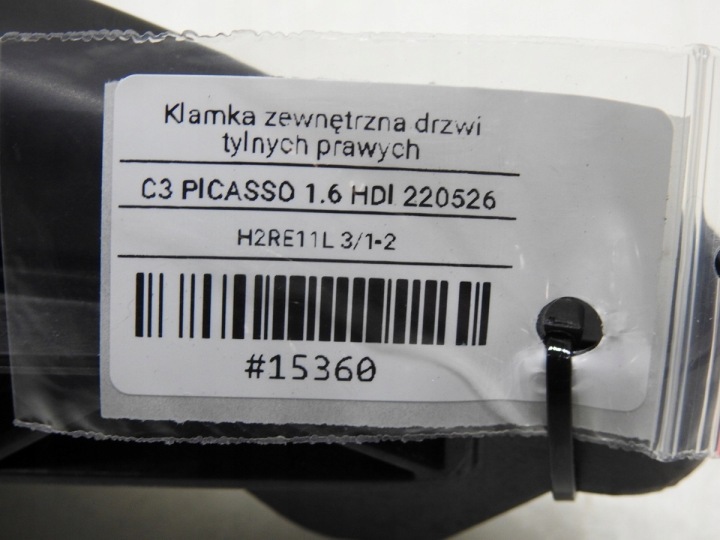 Klamka zewnętrzna drzwi
tylnych prawych
C3 PICASSO 1.6 HDI 220526
H2RE11L 3/1-2
#15360